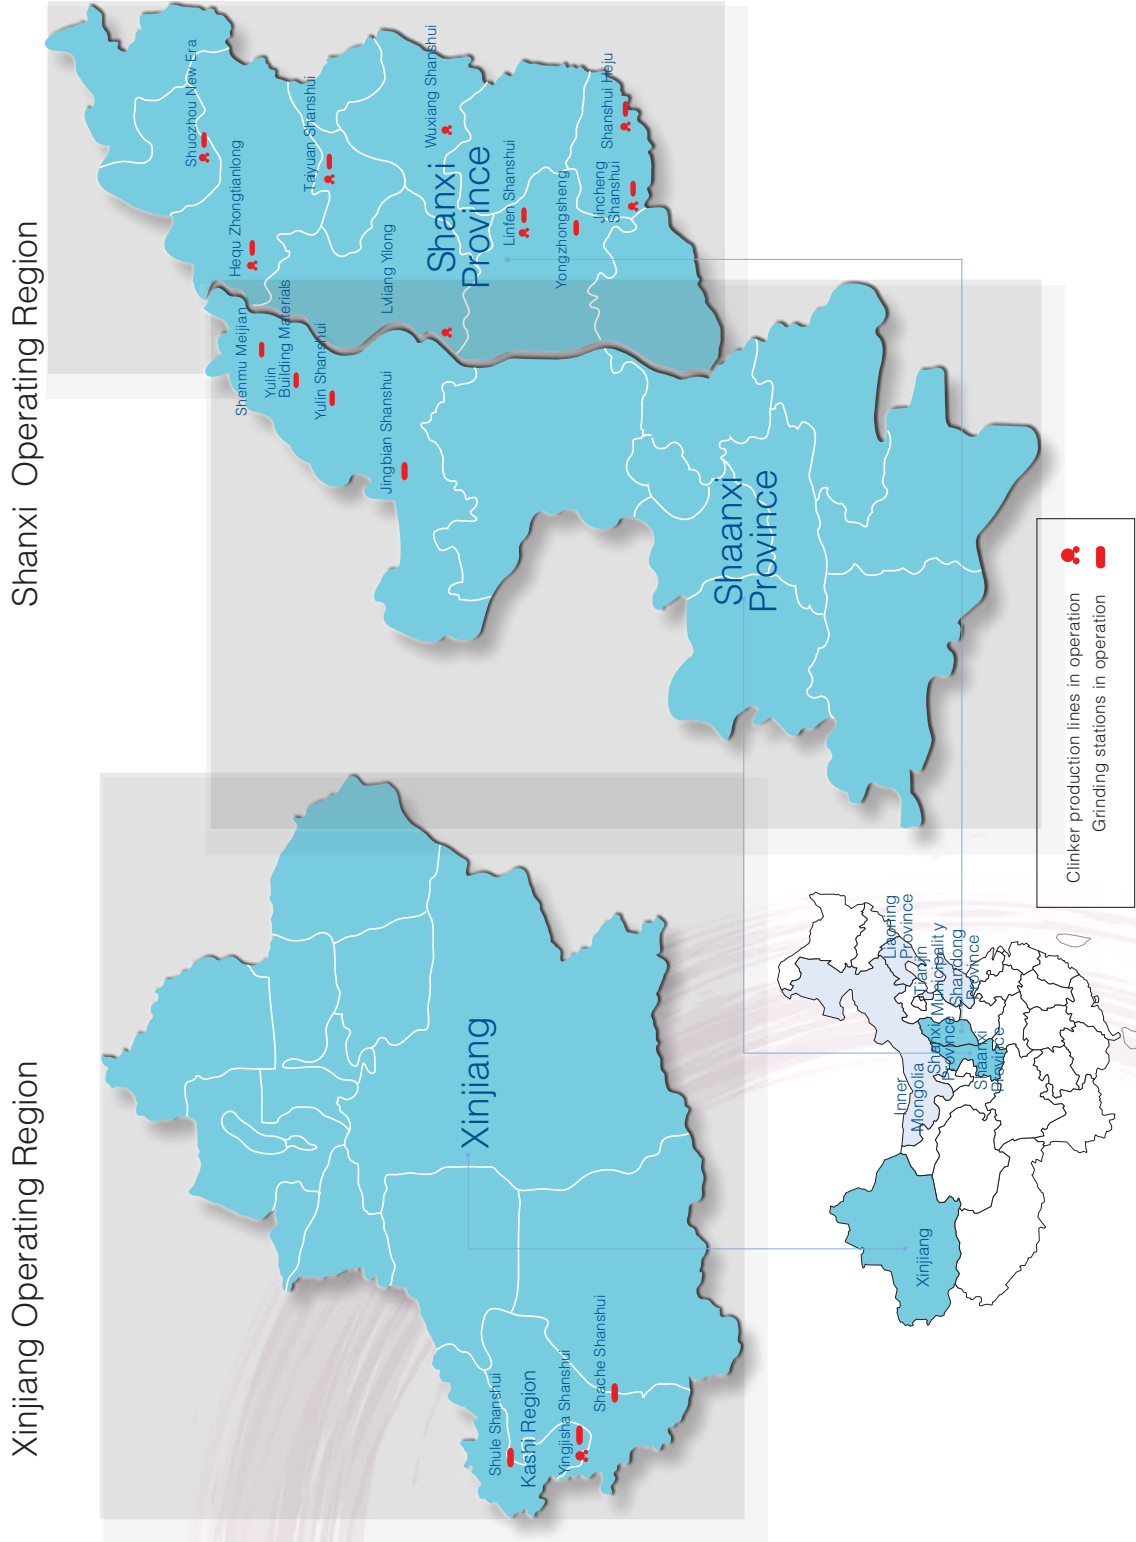 Xinjiang Operating Region
Shanxi Operating Region
Xinjiang
Shule Shanshui
Kashi Region
Yingjisha Shanshui
Shache Shanshui
Shuozhou New Era
Hequ Zhongtianlong
Taiyuan Shanshui
Wuxiang Shanshui
Lvliang Yilong
Shanxi
Province
Linfen Shanshui
Yongzhongsheng
Jincheng
Shanshui
Shanshui Heju
Shenmu Meijian
Yulin
Building Materials
Yulin Shanshui
Jingbian Shanshui
Shaanxi
Province
Xinjiang
Inner
Mongolia
Liaoning
Province
Tianjin
Municipality
Shandong
Province
Shanxi
Province
Shaanxi
Province
Clinker production lines in operation
Grinding stations in operation